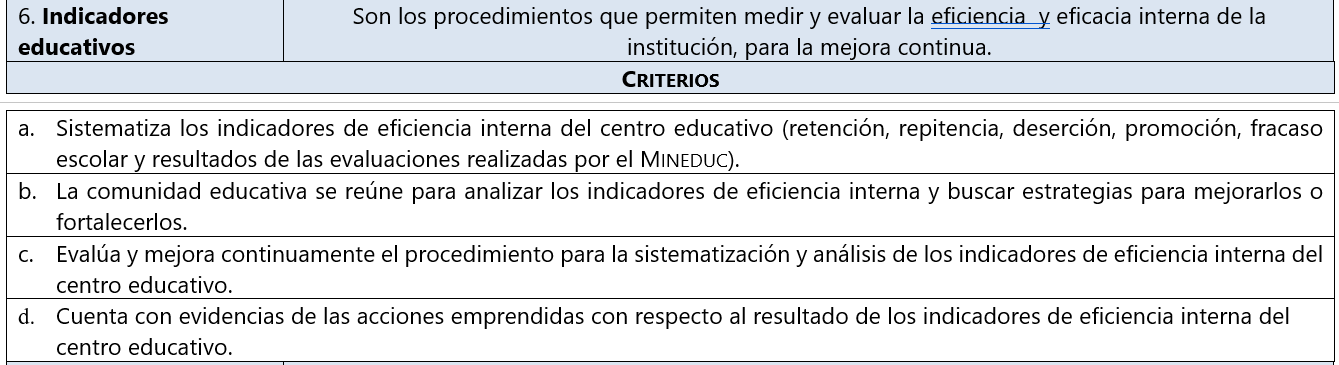 6. Indicadores
educativos
Son los procedimientos que permiten medir y evaluar la eficiencia  y eficacia interna de la
institución, para la mejora continua.
CRITERIOS
a. Sistematiza los indicadores de eficiencia interna del centro educativo (retención, repitencia, deserción, promoción, fracaso
escolar y resultados de las evaluaciones realizadas por el MINEDUC).
b. La comunidad educativa se reúne para analizar los indicadores de eficiencia interna y buscar estrategias para mejorarlos o
fortalecerlos.
c. Evalúa y mejora continuamente el procedimiento para la sistematización y análisis de los indicadores de eficiencia interna del
centro educativo.
d. Cuenta con evidencias de las acciones emprendidas con respecto al resultado de los indicadores de eficiencia interna del
centro educativo.